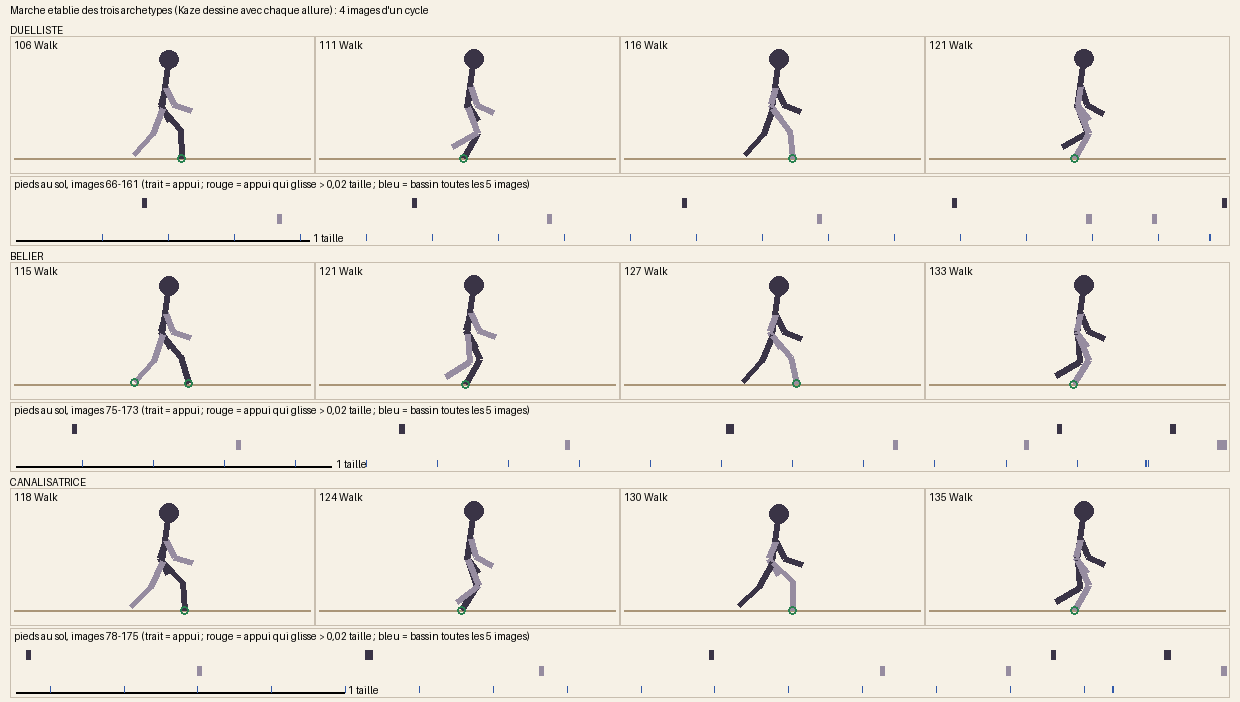 Marche etablie des trois archetypes (Kaze dessine avec chaque allure) : 4 images d'un cycle
DUELLISTE
106 Walk 111 Walk 116 Walk 121 Walk
pieds au sol, images 66-161 (trait = appui ; rouge = appui qui glisse > 0,02 taille ; bleu = bassin toutes les 5 images)
1 taille
BELIER
115 Walk 121 Walk 127 Walk 133 Walk
pieds au sol, images 75-173 (trait = appui ; rouge = appui qui glisse > 0,02 taille ; bleu = bassin toutes les 5 images)
1 taille
CANALISATRICE
118 Walk 124 Walk 130 Walk 135 Walk
pieds au sol, images 78-175 (trait = appui ; rouge = appui qui glisse > 0,02 taille ; bleu = bassin toutes les 5 images)
1 taille